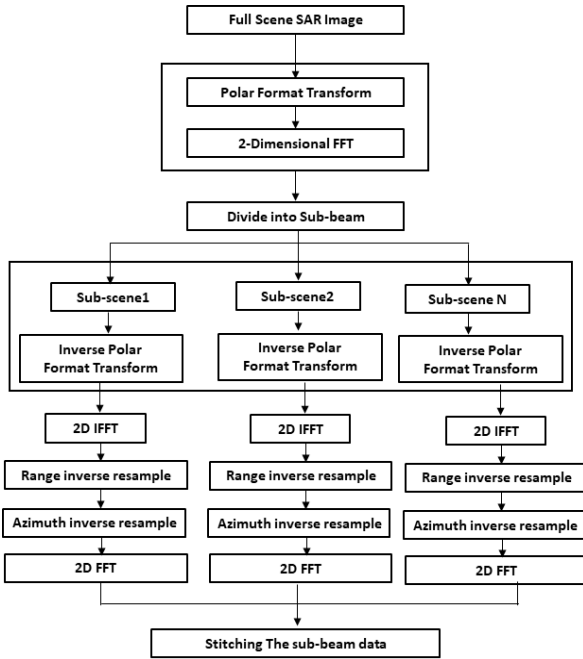 Full Scene SAR Image
Polar Format Transform
2-Dimensional FFT
Divide into Sub-beam
Sub-scene1
Sub-scene2
Sub-scene N
Inverse Polar
Format Transform
Inverse Polar
Format Transform
Inverse Polar
Format Transform
2D IFFT
2D IFFT
2D IFFT
Range inverse resample
Range inverse resample
Range inverse resample
Azimuth inverse resample
Azimuth inverse resample
Azimuth inverse resample
2D FFT
2D FFT
2D FFT
Stitching The sub-beam data